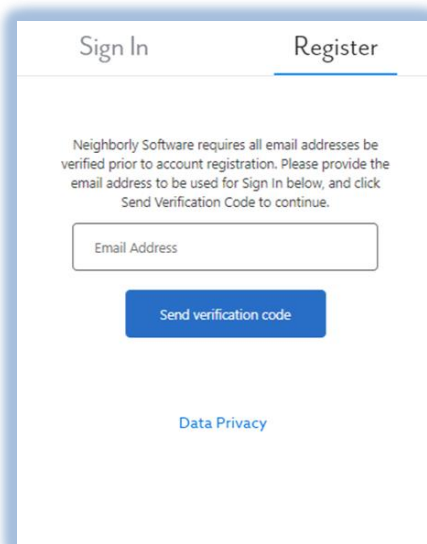 Sign In
Register
Neighborly Software requires all email addresses be
verified prior to account registration. Please provide the
email address to be used for Sign In below, and click
Send Verification Code to continue.
Email Address
Send verification code
Data Privacy